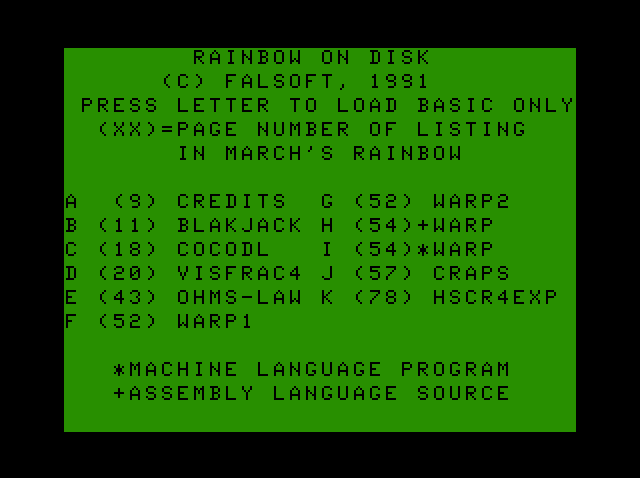 RAINBOW ON DISK
(C) FALSOFT, 1991
PRESS LETTER TO LOAD BASIC ONLY
(XX)=PAGE NUMBER OF LISTING
IN MARCH'S RAINBOW
A (9) CREDITS G (52) WARP2
B (11) BLAKJACK H (54)+WARP
C (18) COCODL I (54)*WARP
D (20) VISFRAC4 J (57) CRAPS
E (43) OHMS-LAW K (78) HSCR4EXP
F (52) WARP1
*MACHINE LANGUAGE PROGRAM
+ASSEMBLY LANGUAGE SOURCE